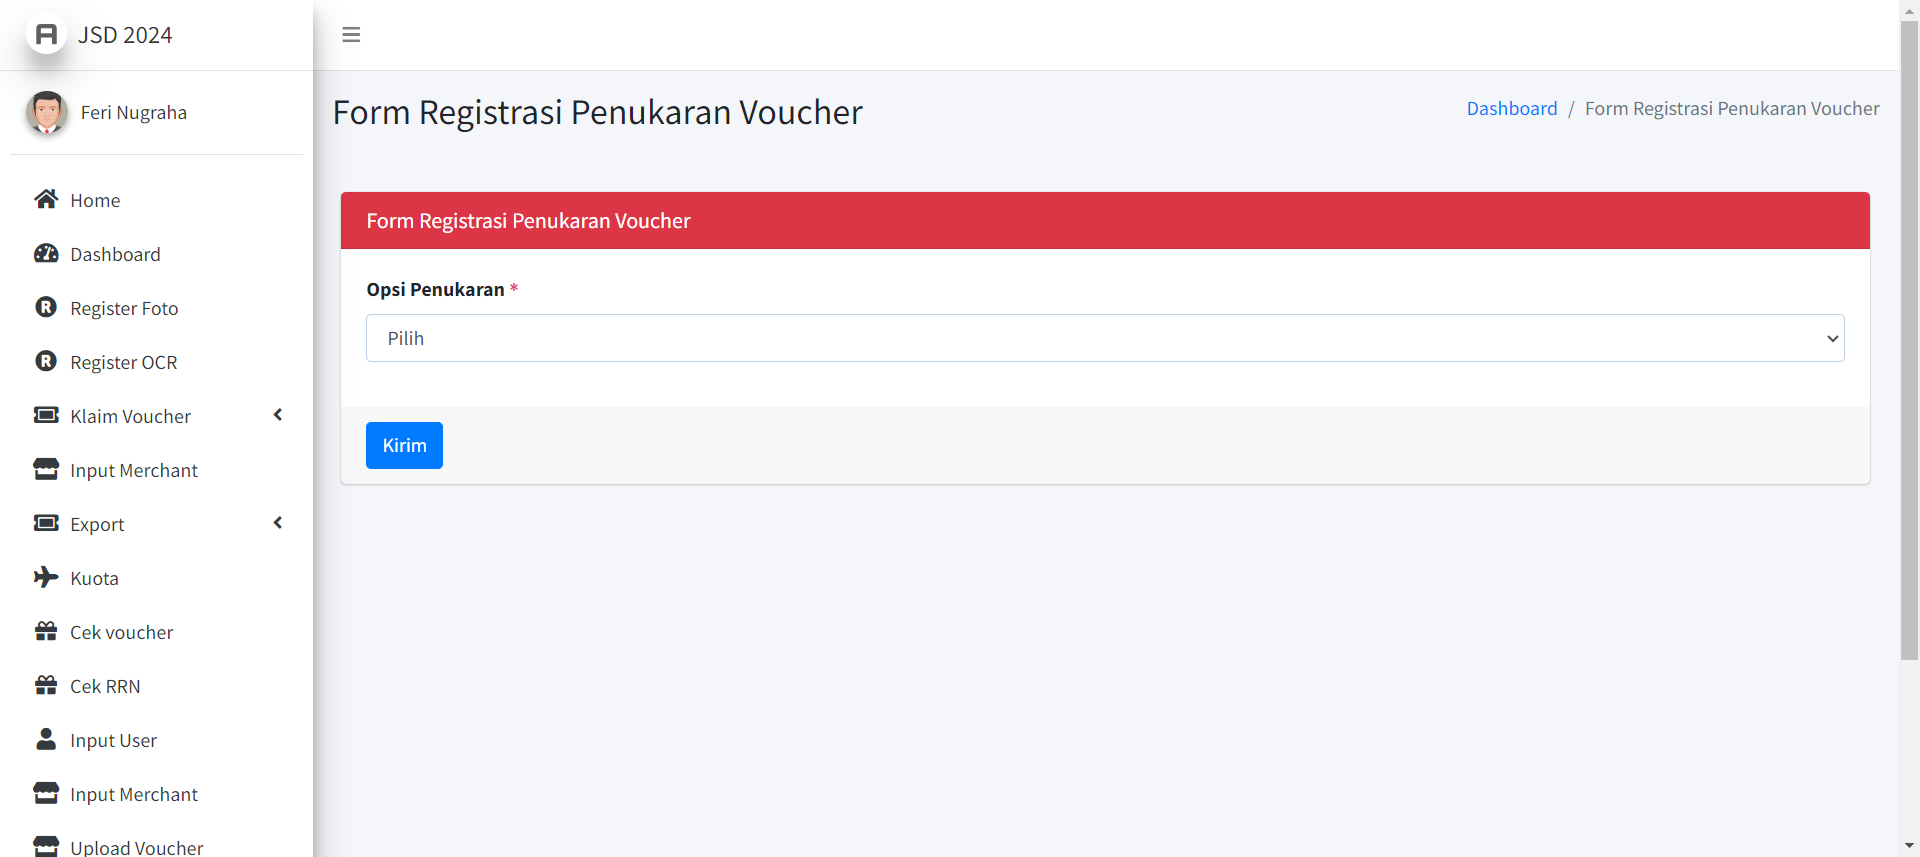 JSD 2024
Feri Nugraha
Home
Dashboard
Register Foto
Register OCR
Klaim Voucher
Input Merchant
Export
Kuota
Cek voucher
Cek RRN
Input User
Input Merchant
Upload Voucher
Form Registrasi Penukaran Voucher
Dashboard / Form Registrasi Penukaran Voucher
Form Registrasi Penukaran Voucher
Opsi Penukaran *
Pilih
Kirim